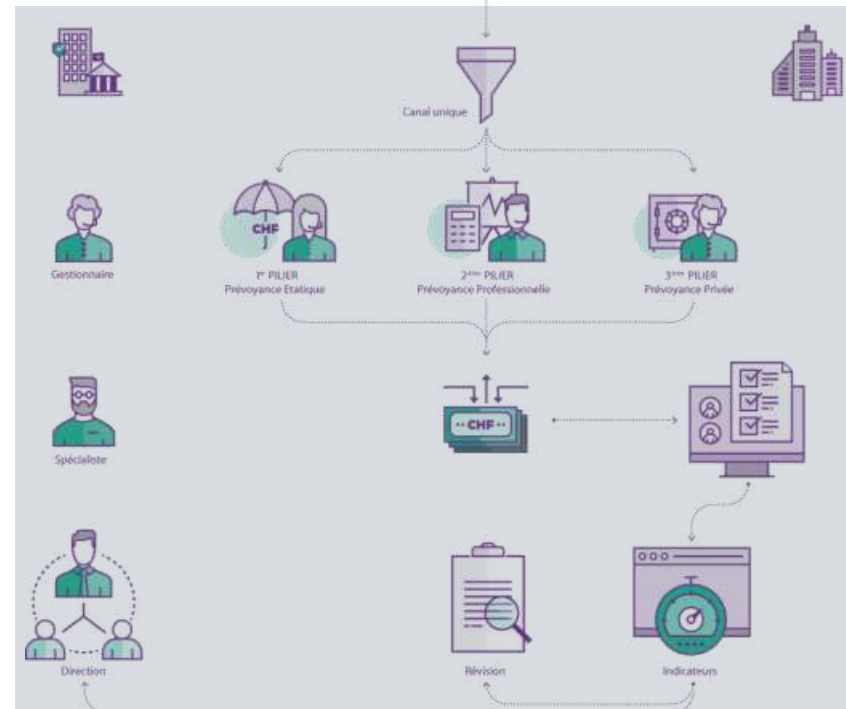 Canal unique
CHF
Gestionnaire
1er PILIER
Prévoyance Etatique
2ème PILIER
Prévoyance Professionnelle
3ème PILIER
Prévoyance Privée
CHF
Spécialiste
Direction
Révision
Indicateurs